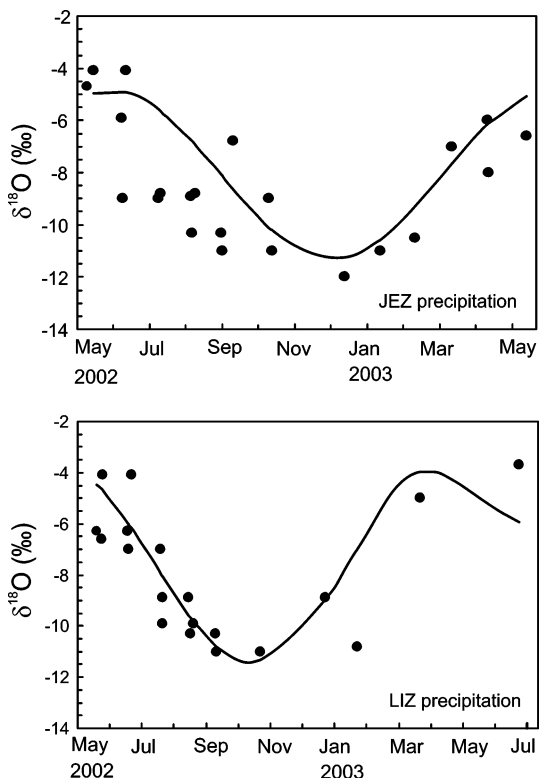 -2
-4
-6
-8
-10
-12
-14
δ¹⁸O (‰)
JEZ precipitation
May Jul Sep Nov Jan Mar May
2002 2003
-2
-4
-6
-8
-10
-12
-14
δ¹⁸O (‰)
LIZ precipitation
May Jul Sep Nov Jan Mar May Jul
2002 2003